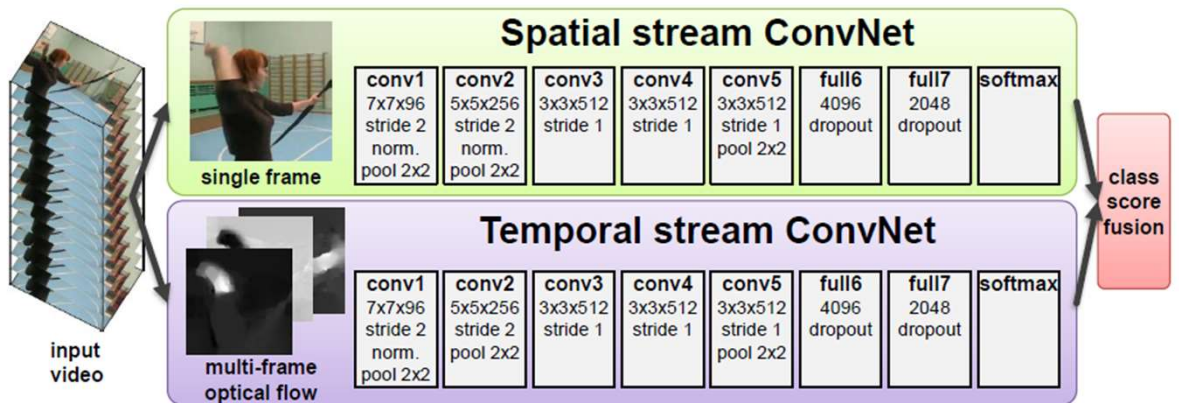 Spatial stream ConvNet
conv1
7x7x96
stride 2
norm.
pool 2x2
conv2
5x5x256
stride 2
norm.
pool 2x2
conv3
3x3x512
stride 1
conv4
3x3x512
stride 1
conv5
3x3x512
stride 1
pool 2x2
full6
4096
dropout
full7
2048
dropout
softmax
single frame
Temporal stream ConvNet
conv1
7x7x96
stride 2
norm.
pool 2x2
conv2
5x5x256
stride 2
pool 2x2
conv3
3x3x512
stride 1
conv4
3x3x512
stride 1
conv5
3x3x512
stride 1
pool 2x2
full6
4096
dropout
full7
2048
dropout
softmax
multi-frame
optical flow
input
video
class
score
fusion